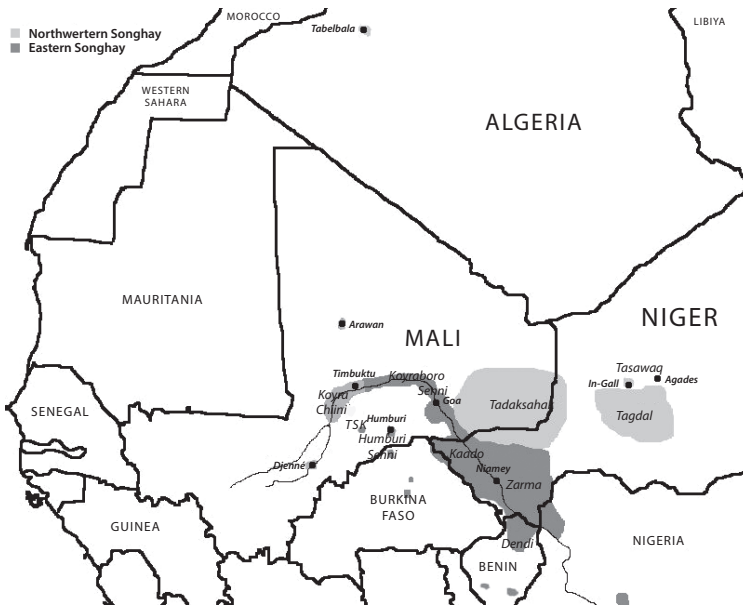 MOROCCO
LIBIYA
Tabelbala
Northwertern Songhay
Eastern Songhay
WESTERN
SAHARA
ALGERIA
MAURITANIA
NIGER
Arawan
MALI
Tasawaq
Timbuktu
Koyraboro
Senni
In-Gall
Agades
Koyra
Chiini
Goa
Tadaksahak
Tagdal
SENEGAL
TSK
Humburi
Humburi
Senni
Kaado
Djenné
Niamey
Zarma
BURKINA
FASO
GUINEA
Dendi
NIGERIA
BENIN